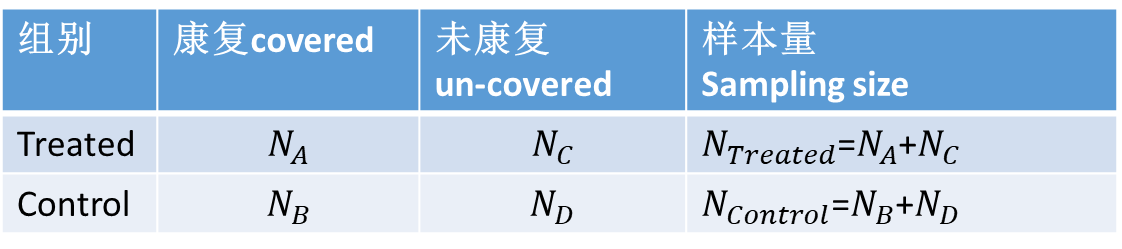 组别 康复covered 未康复 样本量
un-covered Sampling size
Treated N_A N_C N_Treated=N_A+N_C
Control N_B N_D N_Control=N_B+N_D